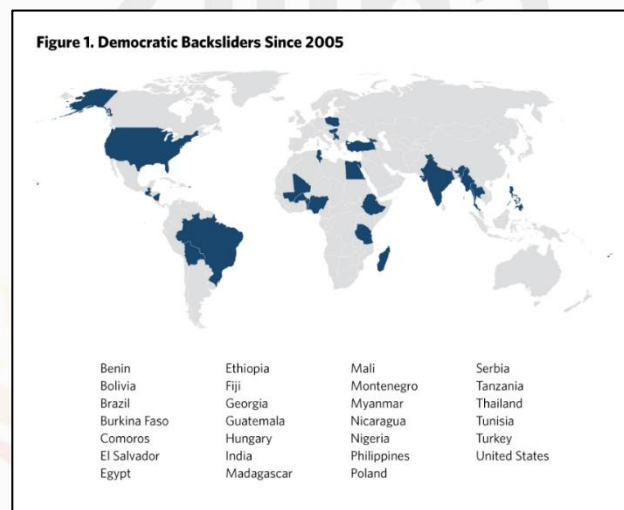 Figure 1. Democratic Backsliders Since 2005
Benin
Bolivia
Brazil
Burkina Faso
Comoros
El Salvador
Egypt
Ethiopia
Fiji
Georgia
Guatemala
Hungary
India
Madagascar
Mali
Montenegro
Myanmar
Nicaragua
Nigeria
Philippines
Poland
Serbia
Tanzania
Thailand
Tunisia
Turkey
United States